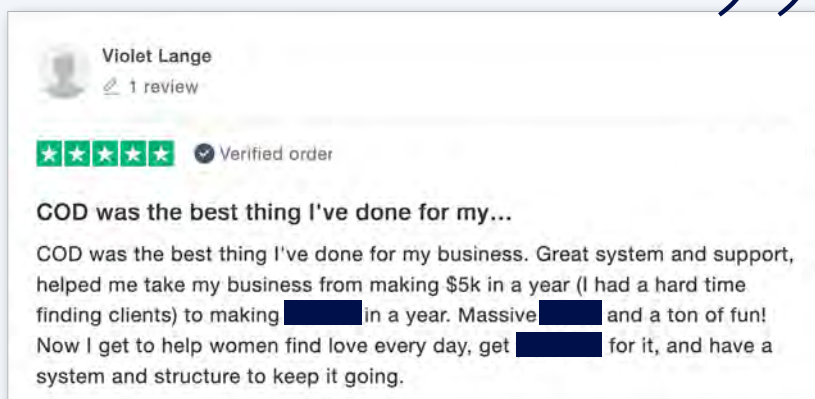 Violet Lange
1 review
Verified order
COD was the best thing I've done for my...
COD was the best thing I've done for my business. Great system and support,
helped me take my business from making $5k in a year (I had a hard time
finding clients) to making in a year. Massive and a ton of fun!
Now I get to help women find love every day, get for it, and have a
system and structure to keep it going.